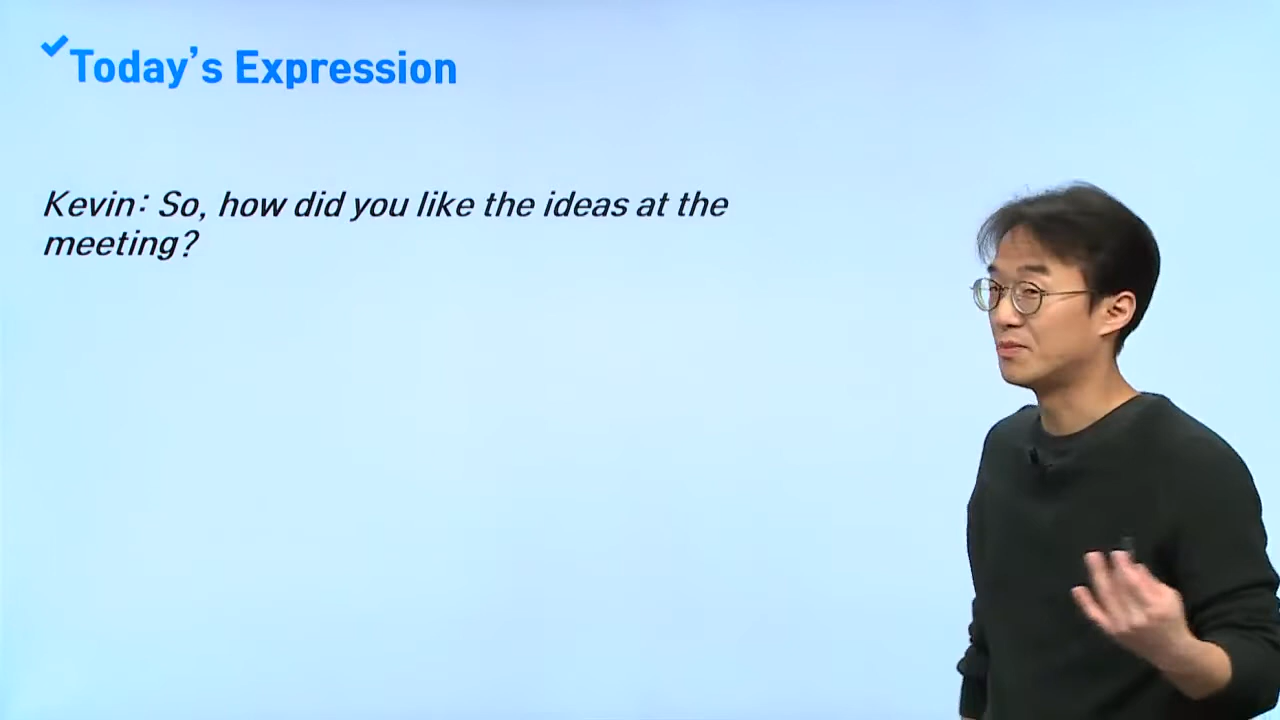 Today's Expression
Kevin: So, how did you like the ideas at the
meeting?